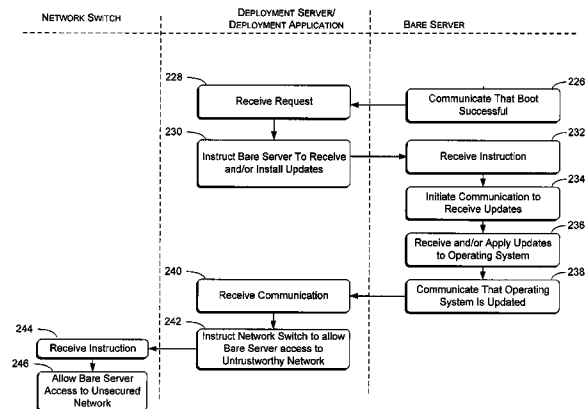 NETWORK SWITCH
DEPLOYMENT SERVER/
DEPLOYMENT APPLICATION
BARE SERVER
228
Receive Request
226
Communicate That Boot
Successful
230
Instruct Bare Server To Receive
and/or Install Updates
232
Receive Instruction
234
Initiate Communication to
Receive Updates
236
Receive and/or Apply Updates
to Operating System
238
Communicate That Operating
System Is Updated
240
Receive Communication
242
Instruct Network Switch to allow
Bare Server access to
Untrustworthy Network
244
Receive Instruction
246
Allow Bare Server
Access to Unsecured
Network